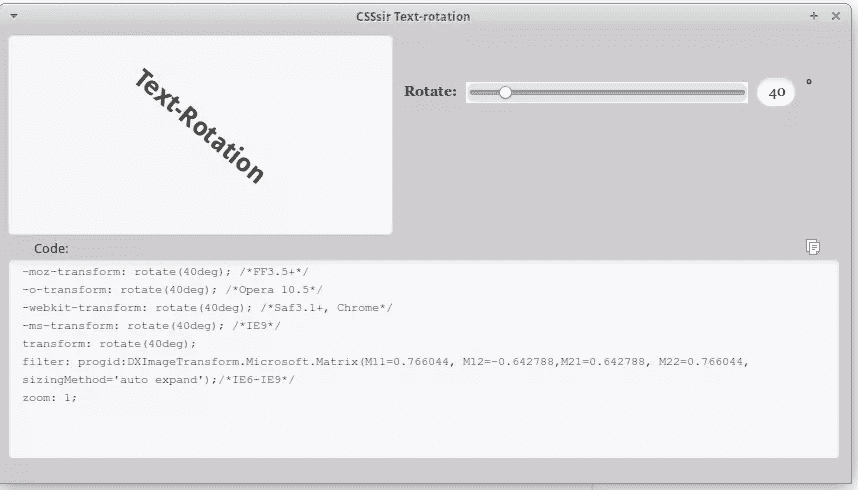 CSSsir Text-rotation
Text-Rotation
Rotate: 40 °
Code:
-moz-transform: rotate(40deg); /*FF3.5+*/
-o-transform: rotate(40deg); /*Opera 10.5*/
-webkit-transform: rotate(40deg); /*Saf3.1+, Chrome*/
-ms-transform: rotate(40deg); /*IE9*/
transform: rotate(40deg);
filter: progid:DXImageTransform.Microsoft.Matrix(M11=0.766044, M12=-0.642788,M21=0.642788, M22=0.766044,
sizingMethod='auto expand');/*IE6-IE9*/
zoom: 1;